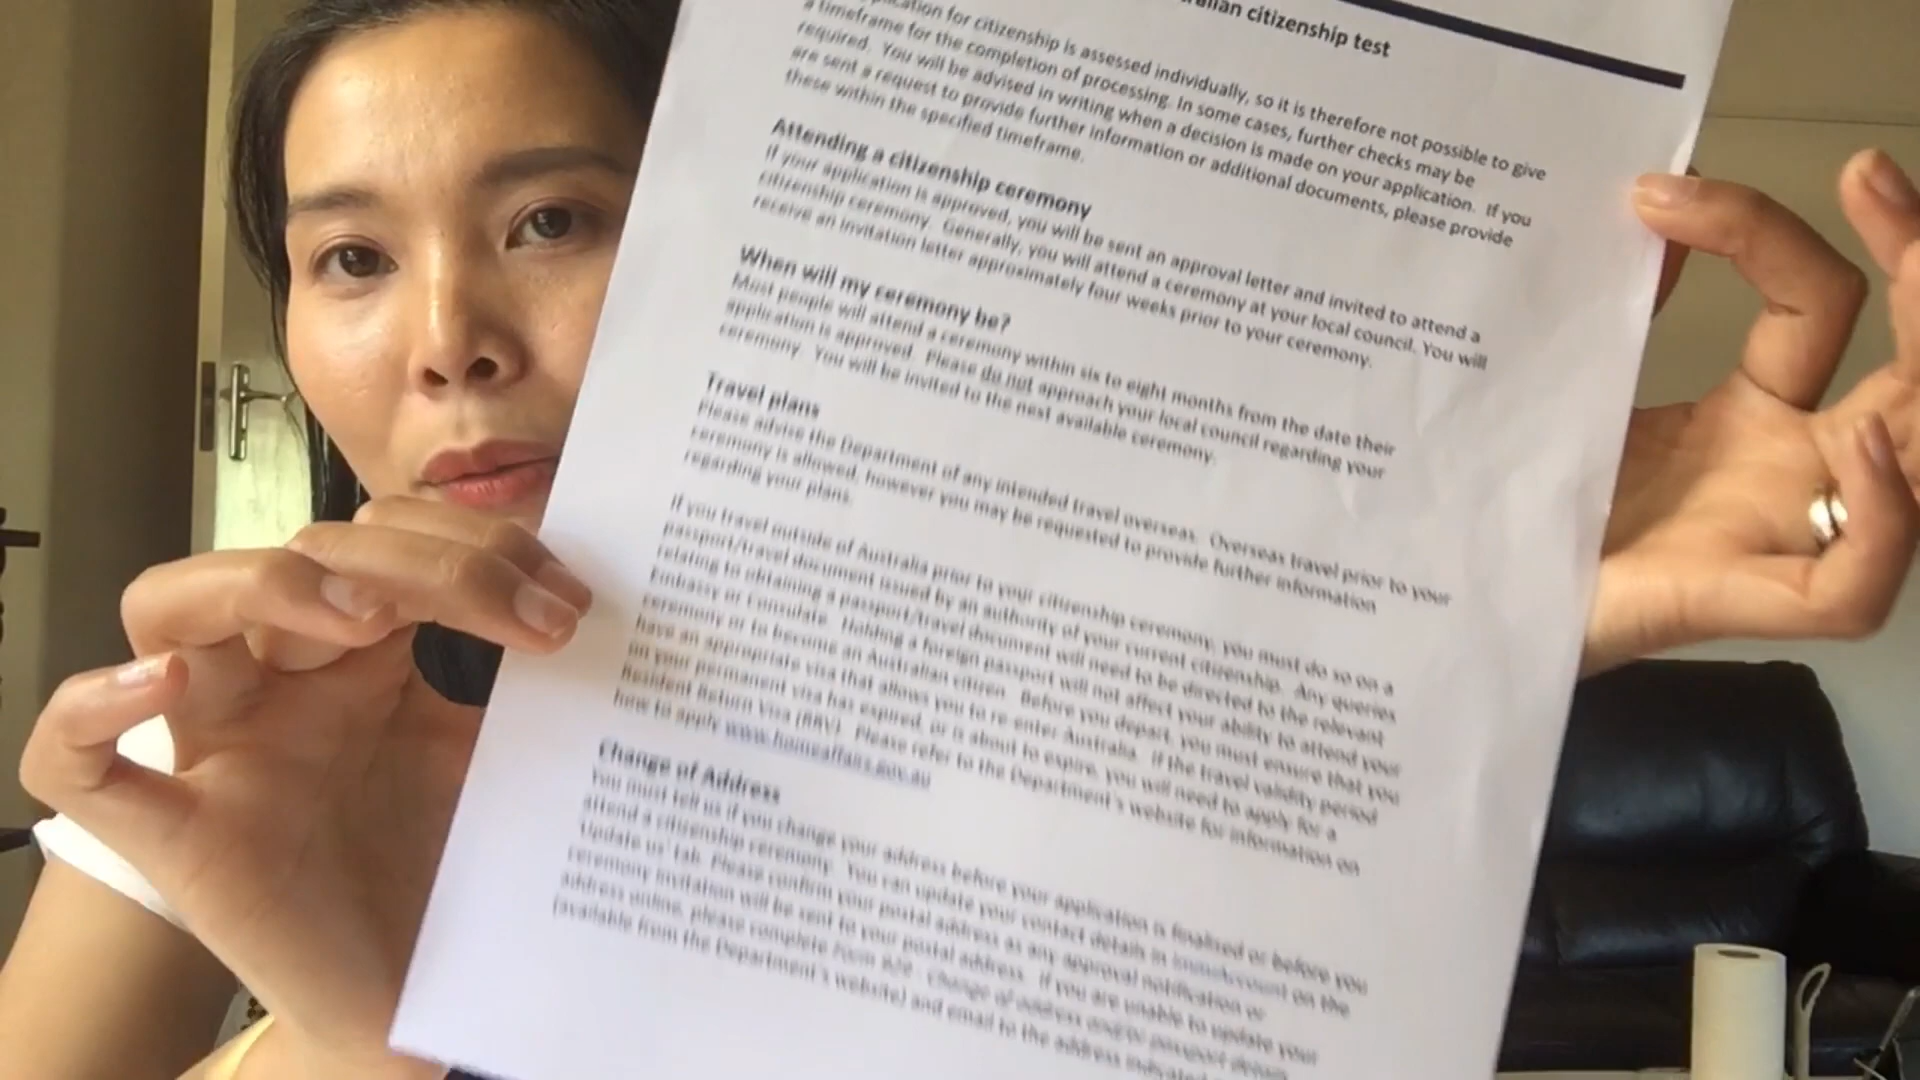 alian citizenship test
ication for citizenship is assessed individually, so it is therefore not possible to give
a timeframe for the completion of processing. In some cases, further checks may be
required. You will be advised in writing when a decision is made on your application. If you
are sent a request to provide further information or additional documents, please provide
these within the specified timeframe.
Attending a citizenship ceremony
If your application is approved, you will be sent an approval letter and invited to attend a
citizenship ceremony. Generally, you will attend a ceremony at your local council. You will
receive an invitation letter approximately four weeks prior to your ceremony.
When will my ceremony be?
Most people will attend a ceremony within six to eight months from the date their
application is approved. Please do not approach your local council regarding your
ceremony. You will be invited to the next available ceremony.
Travel plans
Please advise the Department of any intended travel overseas. Overseas travel prior to your
ceremony is allowed, however you may be requested to provide further information
regarding your plans.
If you travel outside of Australia prior to your citizenship ceremony, you must do so on a
passport/travel document issued by an authority of your current citizenship. Any queries
relating to obtaining a passport/travel document will need to be directed to the relevant
Embassy or Consulate. Holding a foreign passport will not affect your ability to attend your
ceremony or to become an Australian citizen. Before you depart, you must ensure that you
have an appropriate visa that allows you to re-enter Australia. If the travel validity period
on your permanent visa has expired, or is about to expire, you will need to apply for a
Resident Return Visa (RRV). Please refer to the Department's website for information on
how to apply www.homeaffairs.gov.au
Change of Address
You must tell us if you change your address before your application is finalised or before you
attend a citizenship ceremony. You can update your contact details in ImmiAccount on the
'Update us' tab. Please confirm your postal address as any approval notification or
ceremony invitation will be sent to your postal address. If you are unable to update your
address online, please complete Form 929 - Change of address and/or passport details
(available from the Department's website) and email to the address indicated